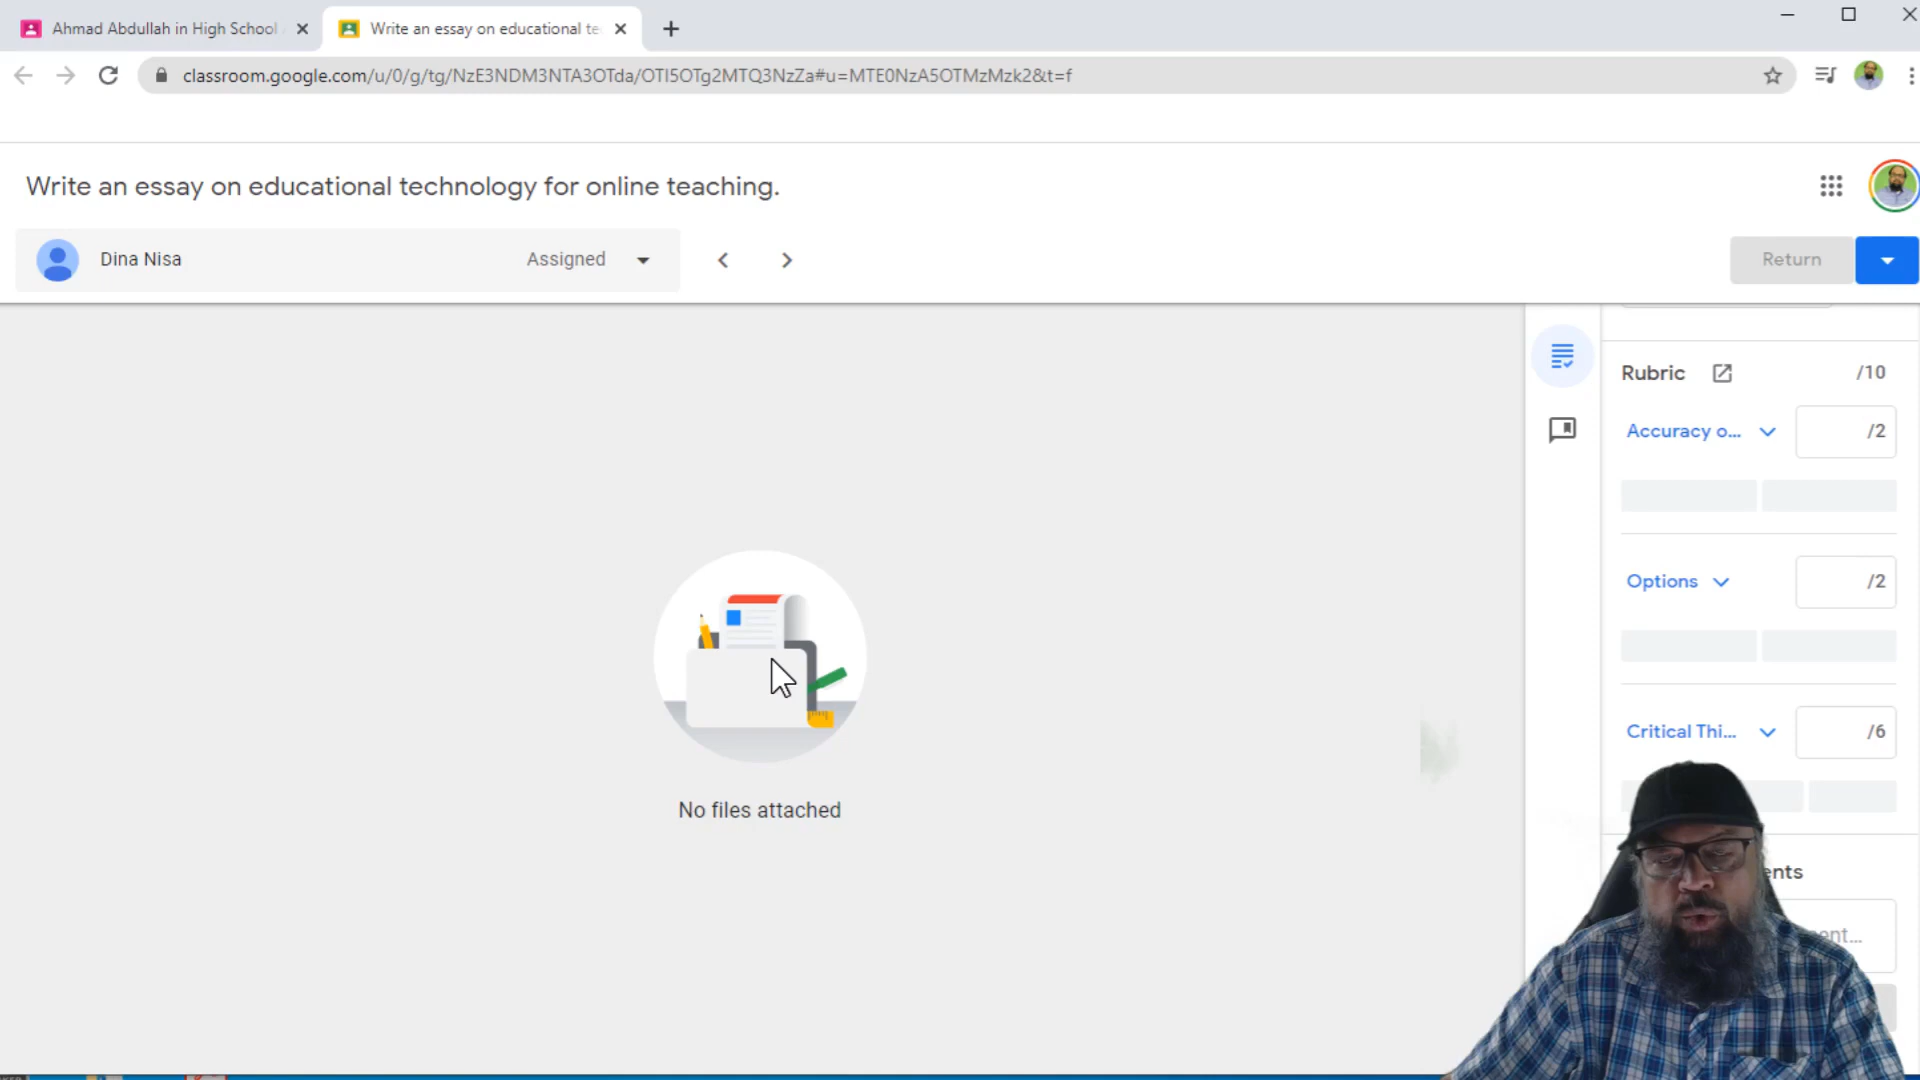 Ahmad Abdullah in High School
Write an essay on educational te
classroom.google.com/u/0/g/tg/NzE3NDM3NTA3OTda/OTI5OTg2MTQ3NzZa#u=MTE0NzA5OTMzMzk2&t=f
Write an essay on educational technology for online teaching.
Dina Nisa
Assigned
Return
Rubric
/10
Accuracy o...
/2
Options
/2
Critical Thi...
/6
ents
ent...
No files attached